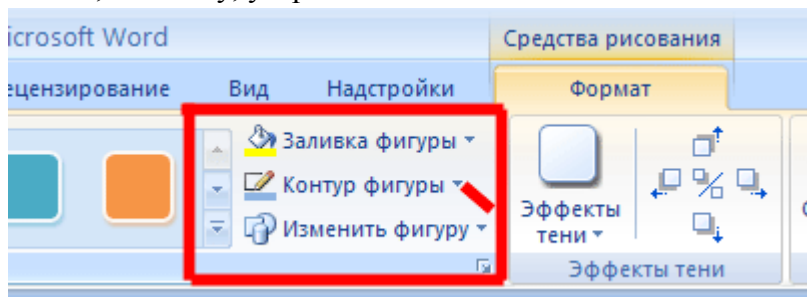 icrosoft Word
Средства рисования
ецензирование Вид Надстройки Формат
Заливка фигуры
Контур фигуры
Изменить фигуру
Эффекты
тени
Эффекты тени